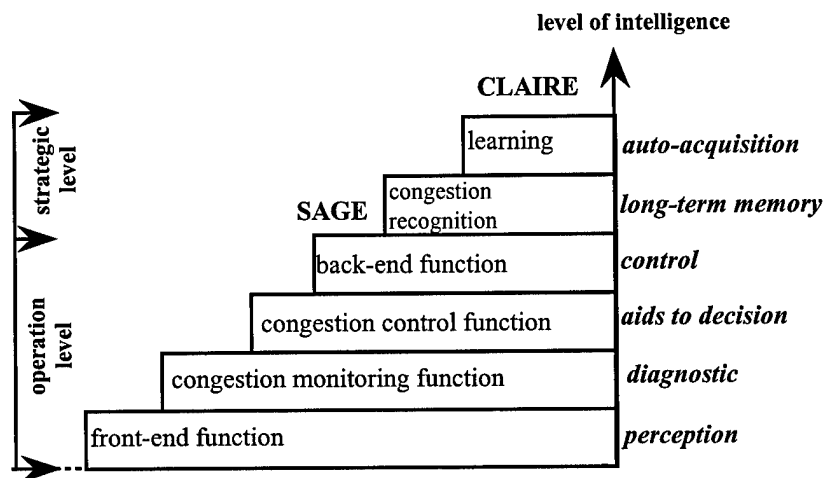 level of intelligence
CLAIRE
learning
auto-acquisition
strategic
level
SAGE
congestion
recognition
long-term memory
back-end function
control
operation
level
congestion control function
aids to decision
congestion monitoring function
diagnostic
front-end function
perception